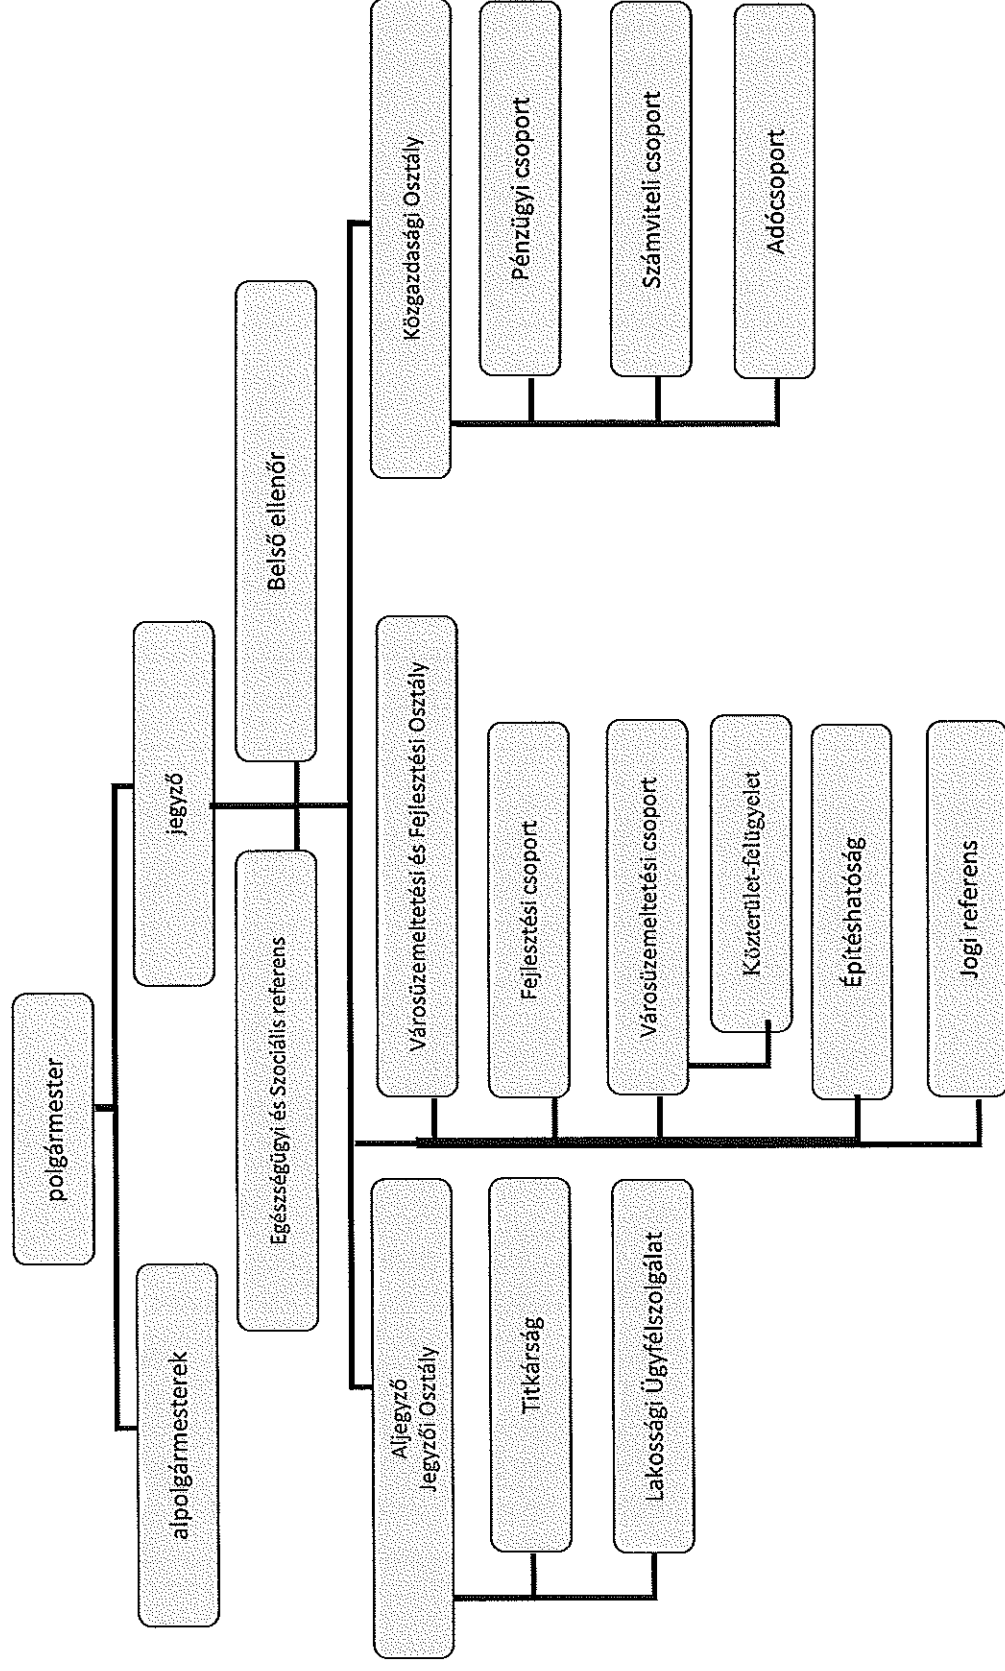 polgármester
alpolgármesterek
jegyző
Egészségügyi és Szociális referens
Belső ellenőr
Aljegyző
Jegyzői Osztály
Titkárság
Lakossági Ügyfélszolgálat
Városüzemeltetési és Fejlesztési Osztály
Fejlesztési csoport
Városüzemeltetési csoport
Közterület-felügyelet
Építéshatóság
Jogi referens
Közgazdasági Osztály
Pénzügyi csoport
Számviteli csoport
Adócsoport